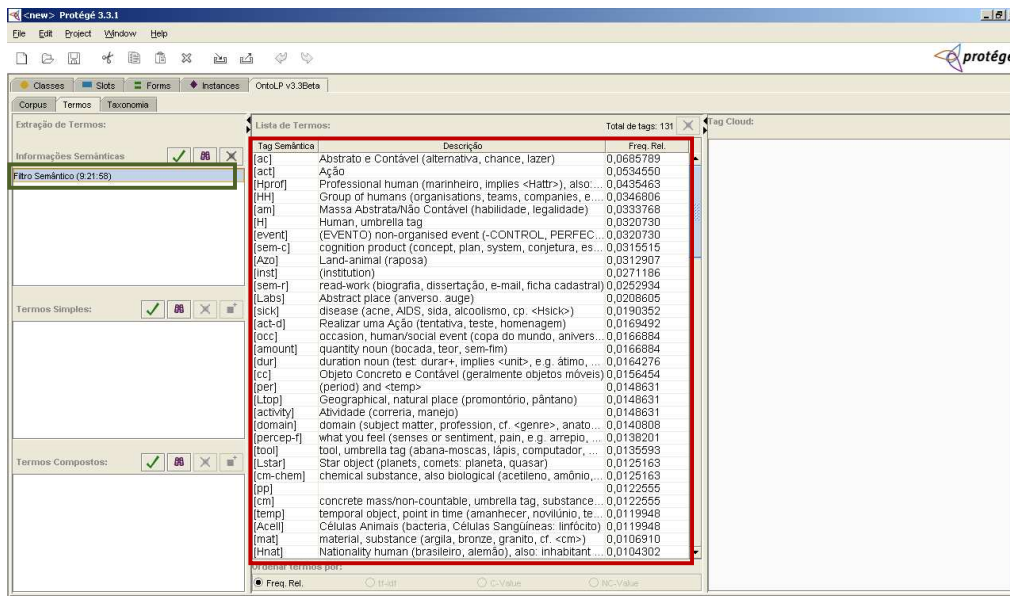 <new> Protégé 3.3.1
File Edit Project Window Help
protégé
Classes Slots Forms Instances OntoLP v3.3Beta
Corpus Termos Taxonomia
Extração de Termos:
Informações Semânticas
Filtro Semântico (9:21:58)
Termos Simples:
Termos Compostos:
Lista de Termos: Total de tags: 131
Tag Semântica Descrição Freq. Rel.
[ac] Abstrato e Contável (alternativa, chance, lazer) 0,0685789
[act] Ação 0,0534550
[Hprof] Professional human (marinheiro, implies <Hattr>), also:... 0,0435463
[HH] Group of humans (organisations, teams, companies, e.... 0,0346806
[am] Massa Abstrata/Não Contável (habilidade, legalidade) 0,0333768
[H] Human, umbrella tag 0,0320730
[event] (EVENTO) non-organised event (-CONTROL, PERFEC... 0,0320730
[sem-c] cognition product (concept, plan, system, conjetura, es... 0,0315515
[Azo] Land-animal (raposa) 0,0312907
[inst] (institution) 0,0271186
[sem-r] read-work (biografia, dissertação, e-mail, ficha cadastral) 0,0252934
[Labs] Abstract place (anverso. auge) 0,0208605
[sick] disease (acne, AIDS, sida, alcoolismo, cp. <Hsick>) 0,0190352
[act-d] Realizar uma Ação (tentativa, teste, homenagem) 0,0169492
[occ] occasion, human/social event (copa do mundo, anivers... 0,0166884
[amount] quantity noun (bocada, teor, sem-fim) 0,0166884
[dur] duration noun (test: durar+, implies <unit>, e.g. átimo, ... 0,0164276
[cc] Objeto Concreto e Contável (geralmente objetos móveis) 0,0156454
[per] (period) and <temp> 0,0148631
[Ltop] Geographical, natural place (promontório, pântano) 0,0148631
[activity] Atividade (correria, manejo) 0,0148631
[domain] domain (subject matter, profession, cf. <genre>, anato... 0,0140808
[percep-f] what you feel (senses or sentiment, pain, e.g. arrepio, ... 0,0138201
[tool] tool, umbrella tag (abana-moscas, lápis, computador, ... 0,0135593
[Lstar] Star object (planets, comets: planeta, quasar) 0,0125163
[cm-chem] chemical substance, also biological (acetileno, amônio,... 0,0125163
[pp] 0,0122555
[cm] concrete mass/non-countable, umbrella tag, substance... 0,0122555
[temp] temporal object, point in time (amanhecer, novilúnio, te... 0,0119948
[Acell] Células Animais (bacteria, Células Sangüíneas: linfócito) 0,0119948
[mat] material, substance (argila, bronze, granito, cf. <cm>) 0,0106910
[Hnat] Nationality human (brasileiro, alemão), also: inhabitant ... 0,0104302
Ordenar termos por:
Freq. Rel. tf-idf C-Value NC-Value
Tag Cloud: